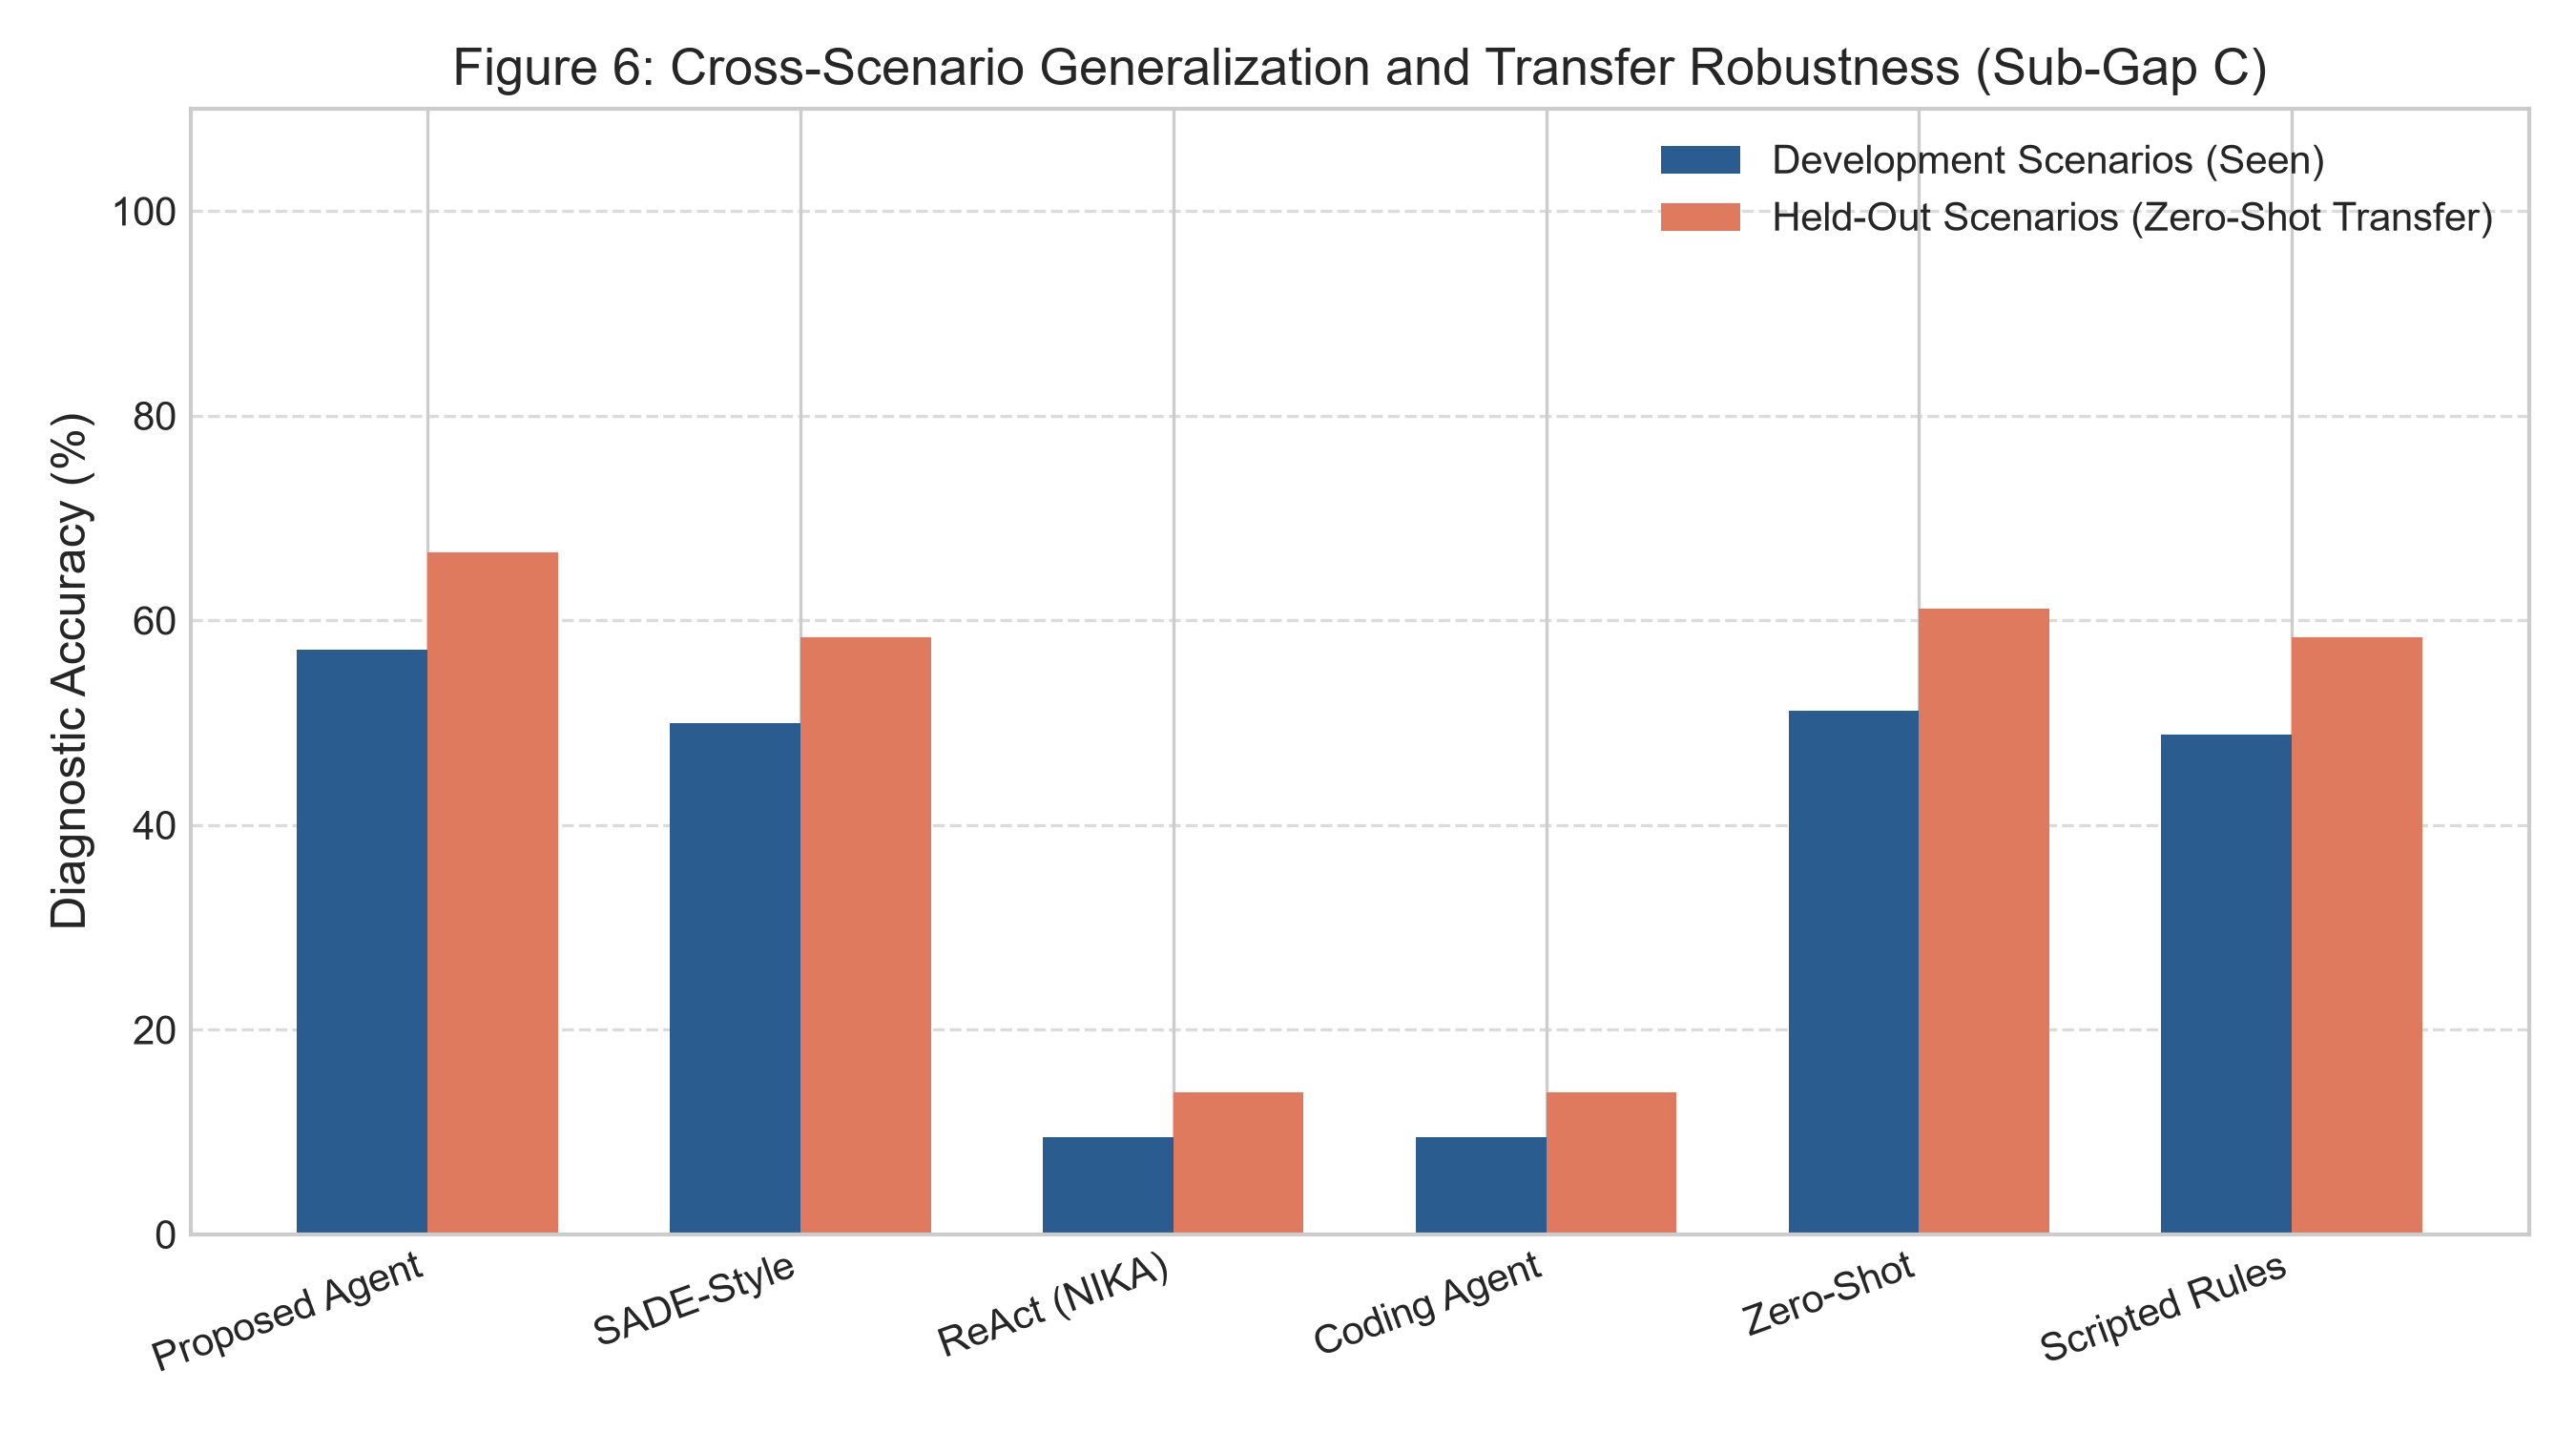 Figure 6: Cross-Scenario Generalization and Transfer Robustness (Sub-Gap C)
Development Scenarios (Seen)
Held-Out Scenarios (Zero-Shot Transfer)
Diagnostic Accuracy (%)
100
80
60
40
20
0
Proposed Agent
SADE-Style
ReAct (NIKA)
Coding Agent
Zero-Shot
Scripted Rules